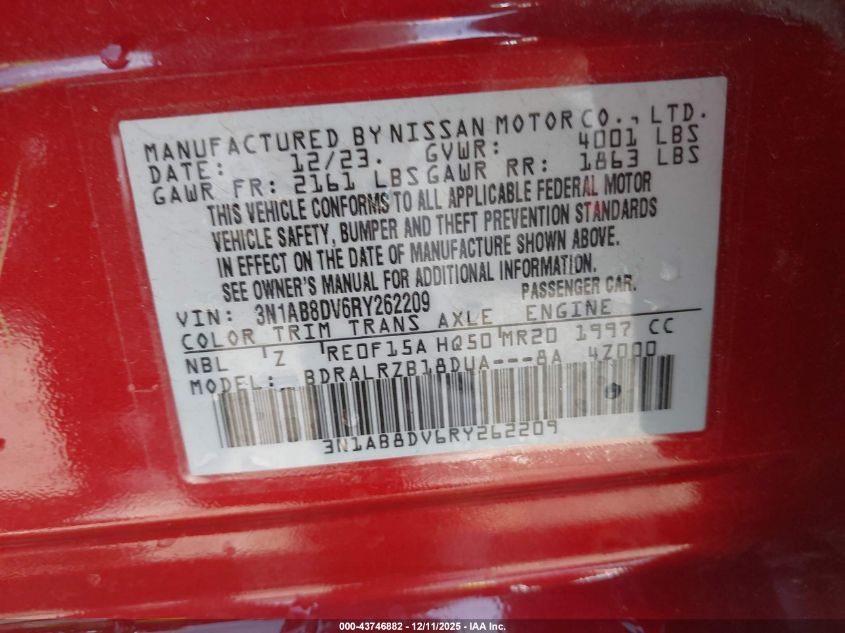 MANUFACTURED BY NISSAN MOTOR CO., LTD.
DATE: 12/23. GVWR: 4001 LBS
GAWR FR: 2161 LBS GAWR RR: 1863 LBS
THIS VEHICLE CONFORMS TO ALL APPLICABLE FEDERAL MOTOR
VEHICLE SAFETY, BUMPER AND THEFT PREVENTION STANDARDS
IN EFFECT ON THE DATE OF MANUFACTURE SHOWN ABOVE.
SEE OWNER'S MANUAL FOR ADDITIONAL INFORMATION.
VIN: 3N1AB8DV6RY262209 PASSENGER CAR.
COLOR TRIM TRANS AXLE ENGINE
NBL Z RE0F15A HQ50 MR20 1997 CC
MODEL: BDRALRZB18DUA---8A 4Z000
3N1AB8DV6RY262209
000-43746882 - 12/11/2025 - IAA Inc.